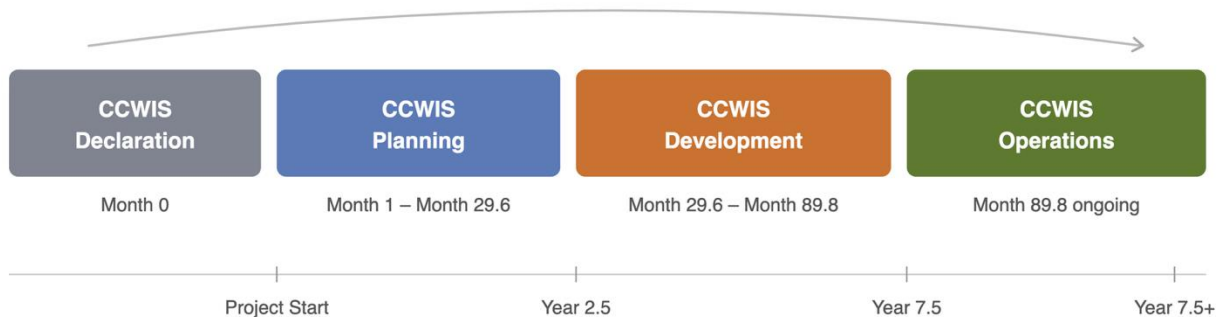 CCWIS
Declaration
CCWIS
Planning
CCWIS
Development
CCWIS
Operations
Month 0
Month 1 – Month 29.6
Month 29.6 – Month 89.8
Month 89.8 ongoing
Project Start
Year 2.5
Year 7.5
Year 7.5+